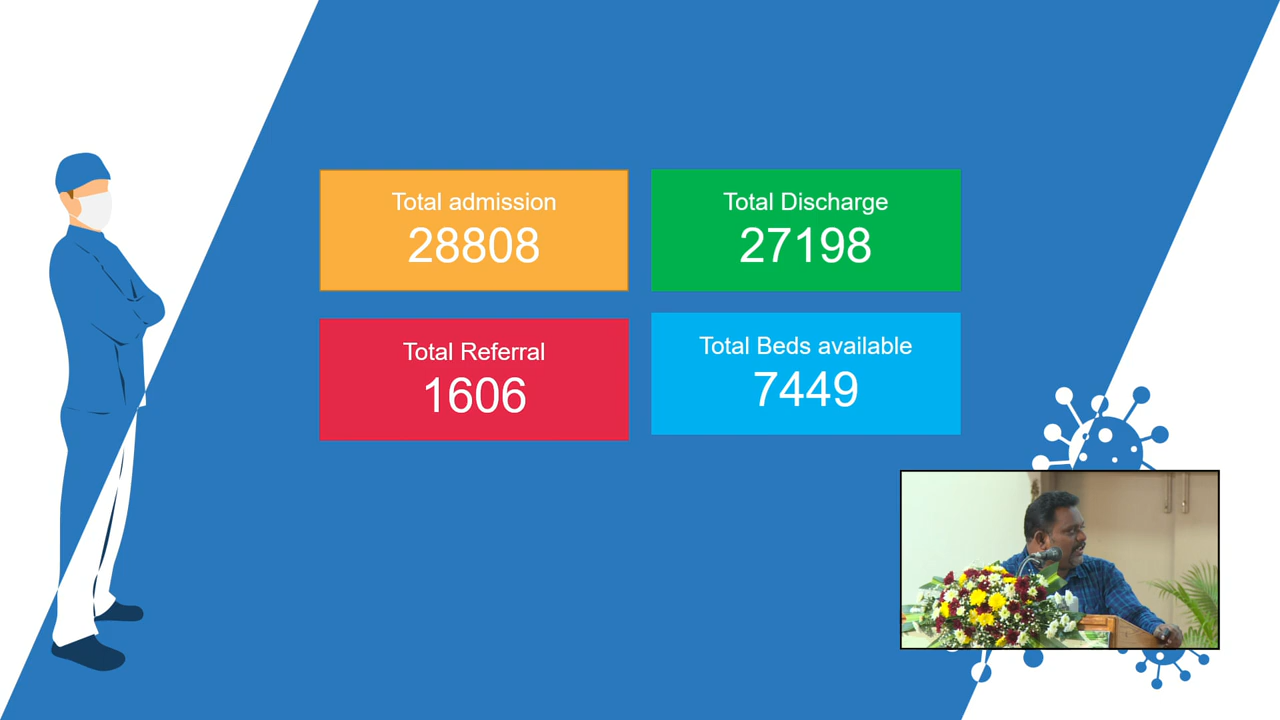 Total admission
28808
Total Discharge
27198
Total Referral
1606
Total Beds available
7449